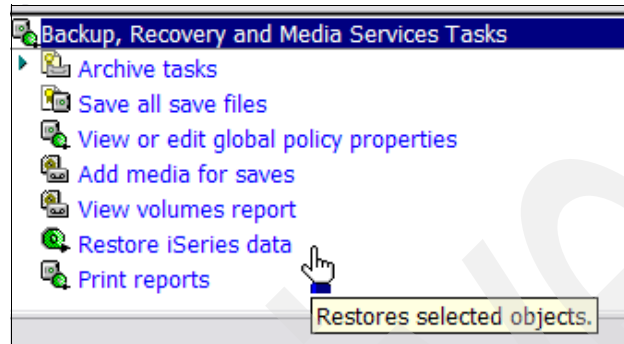 Backup, Recovery and Media Services Tasks
Archive tasks
Save all save files
View or edit global policy properties
Add media for saves
View volumes report
Restore iSeries data
Print reports
Restores selected objects.